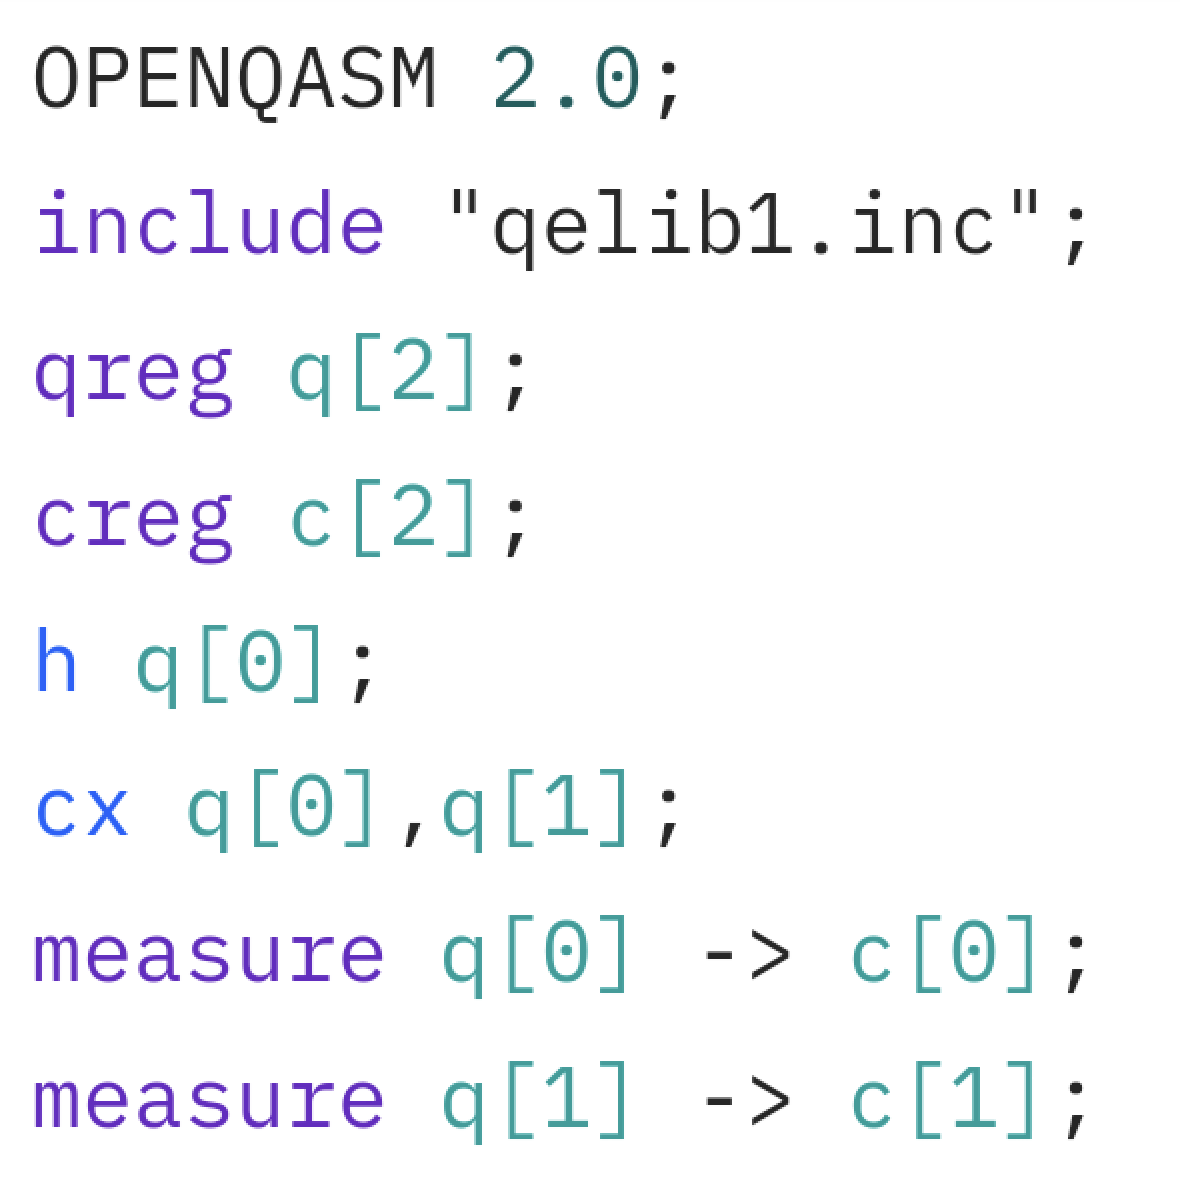 OPENQASM 2.0;
include "qelib1.inc";
qreg q[2];
creg c[2];
h q[0];
cx q[0],q[1];
measure q[0] -> c[0];
measure q[1] -> c[1];